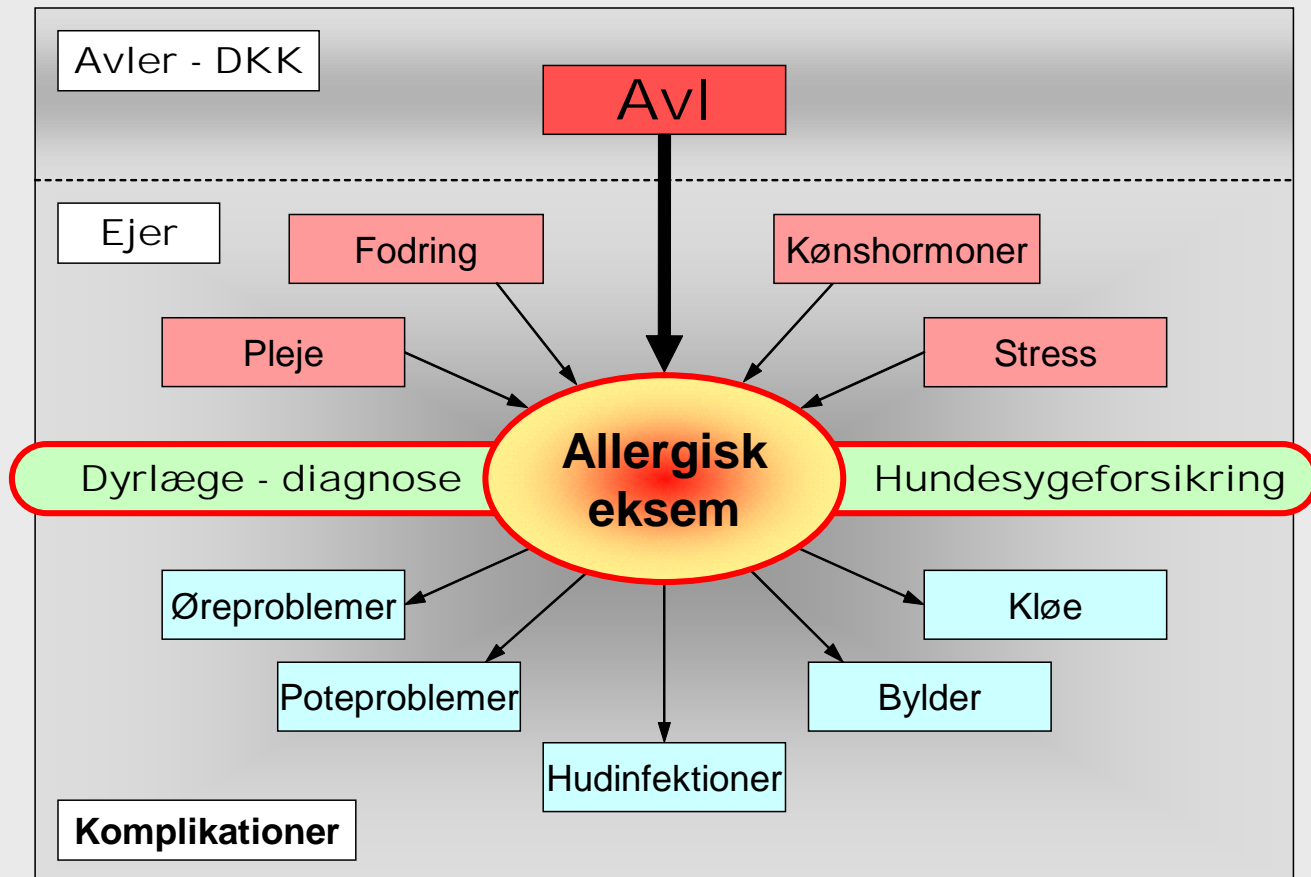 Avler - DKK
Avl
Ejer
Fodring
Kønshormoner
Pleje
Stress
Allergisk
eksem
Dyrlæge - diagnose
Hundesygeforsikring
Øreproblemer
Kløe
Poteproblemer
Bylder
Hudinfektioner
Komplikationer